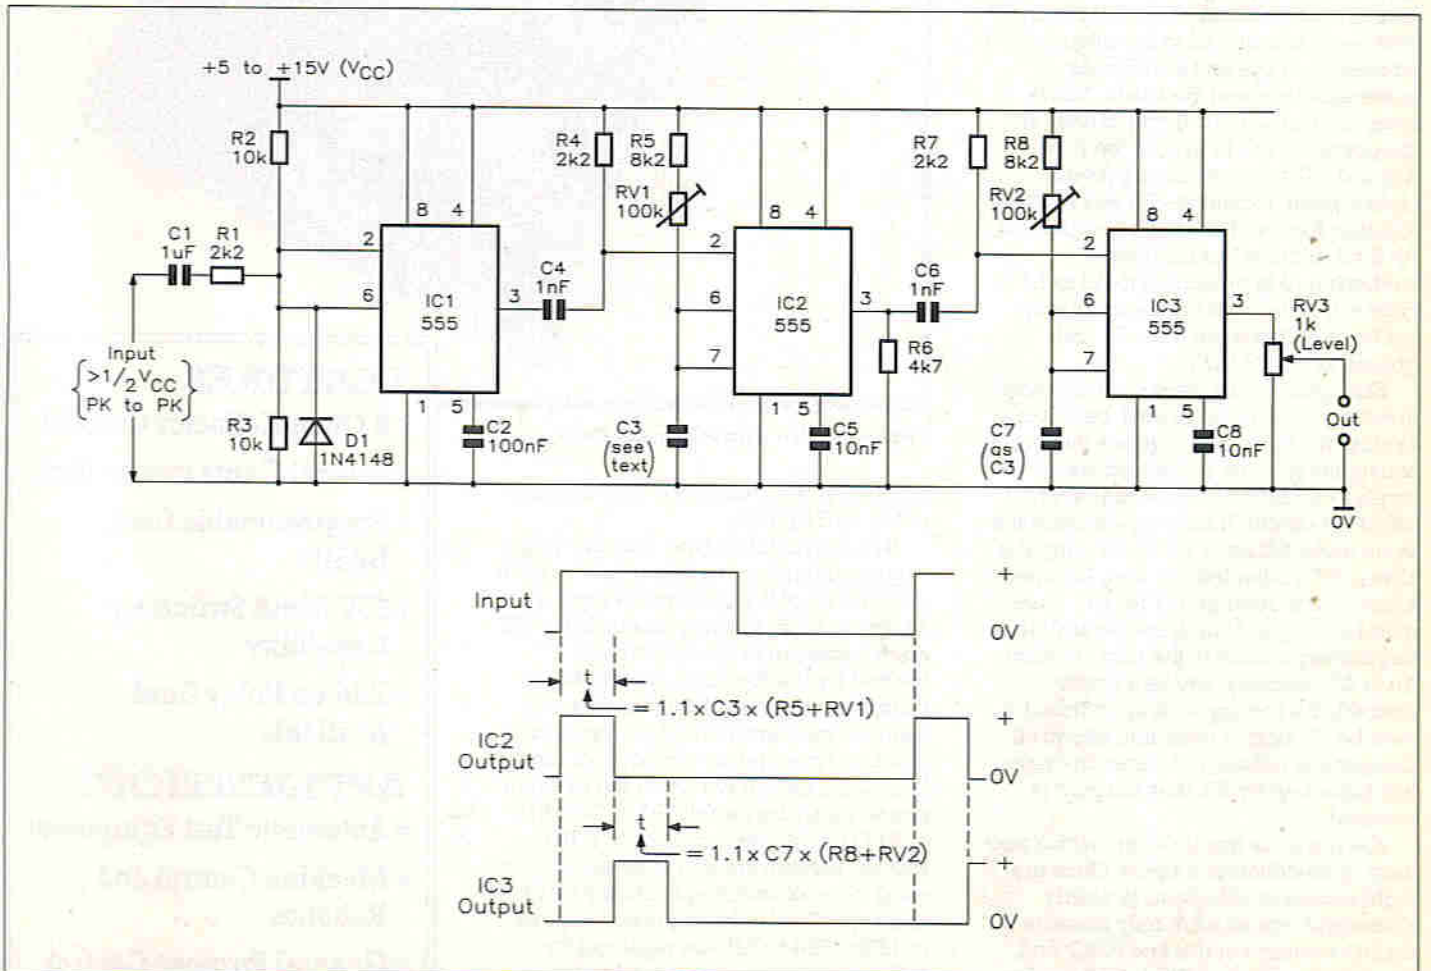 +5 to +15V (VCC)
R2
10k
R4
2k2
R5
8k2
R7
2k2
R8
8k2
RV1
100k
RV2
100k
C1
1uF
R1
2k2
8
4
2
6
IC1
555
3
1
5
C4
1nF
8
4
2
6
7
IC2
555
3
1
5
C6
1nF
8
4
2
6
7
IC3
555
3
1
5
RV3
1k
(Level)
Input
>1/2 VCC
PK to PK
R3
10k
D1
1N4148
C2
100nF
C3
(see
text)
C5
10nF
R6
4k7
C7
(as
C3)
C8
10nF
Out
0V
Input
+
0V
t
= 1.1 x C3 x (R5+RV1)
IC2
Output
+
0V
t
= 1.1 x C7 x (R8+RV2)
IC3
Output
+
0V